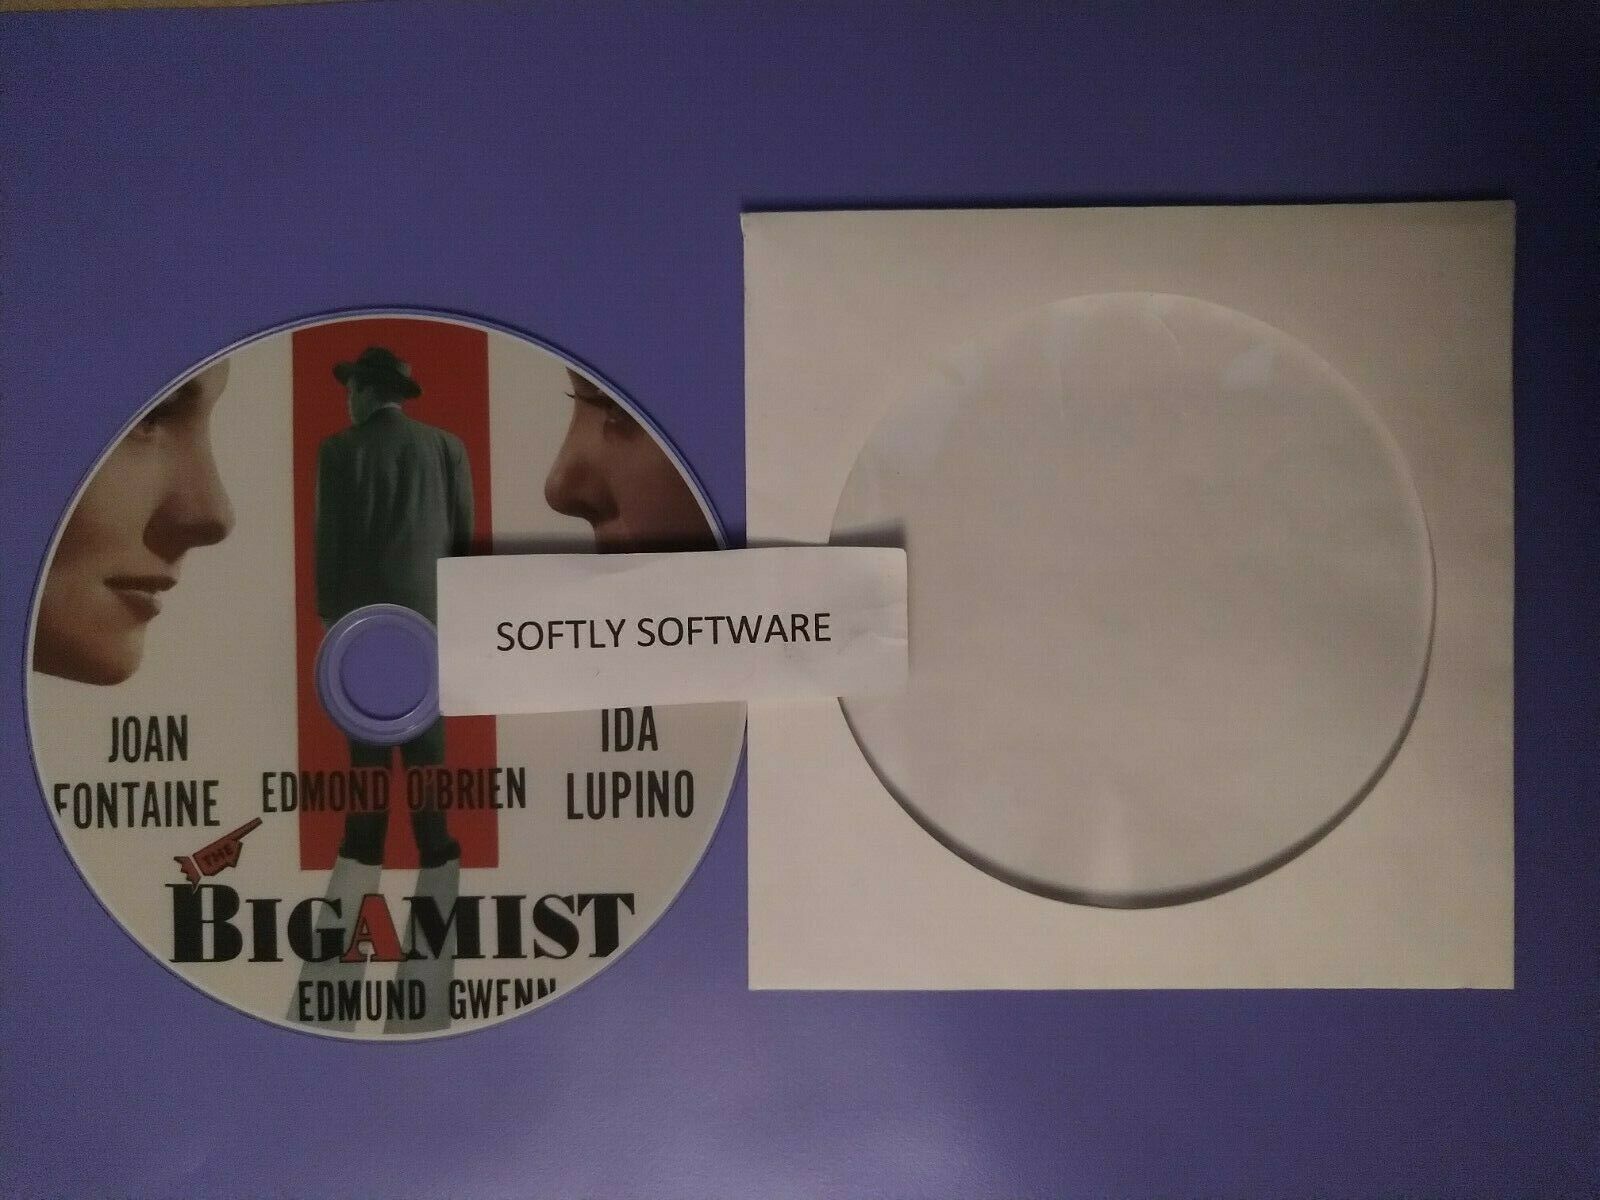 SOFTLY SOFTWARE
JOAN
FONTAINE
EDMOND O'BRIEN
IDA
LUPINO
THE
BIGAMIST
EDMUND GWENN